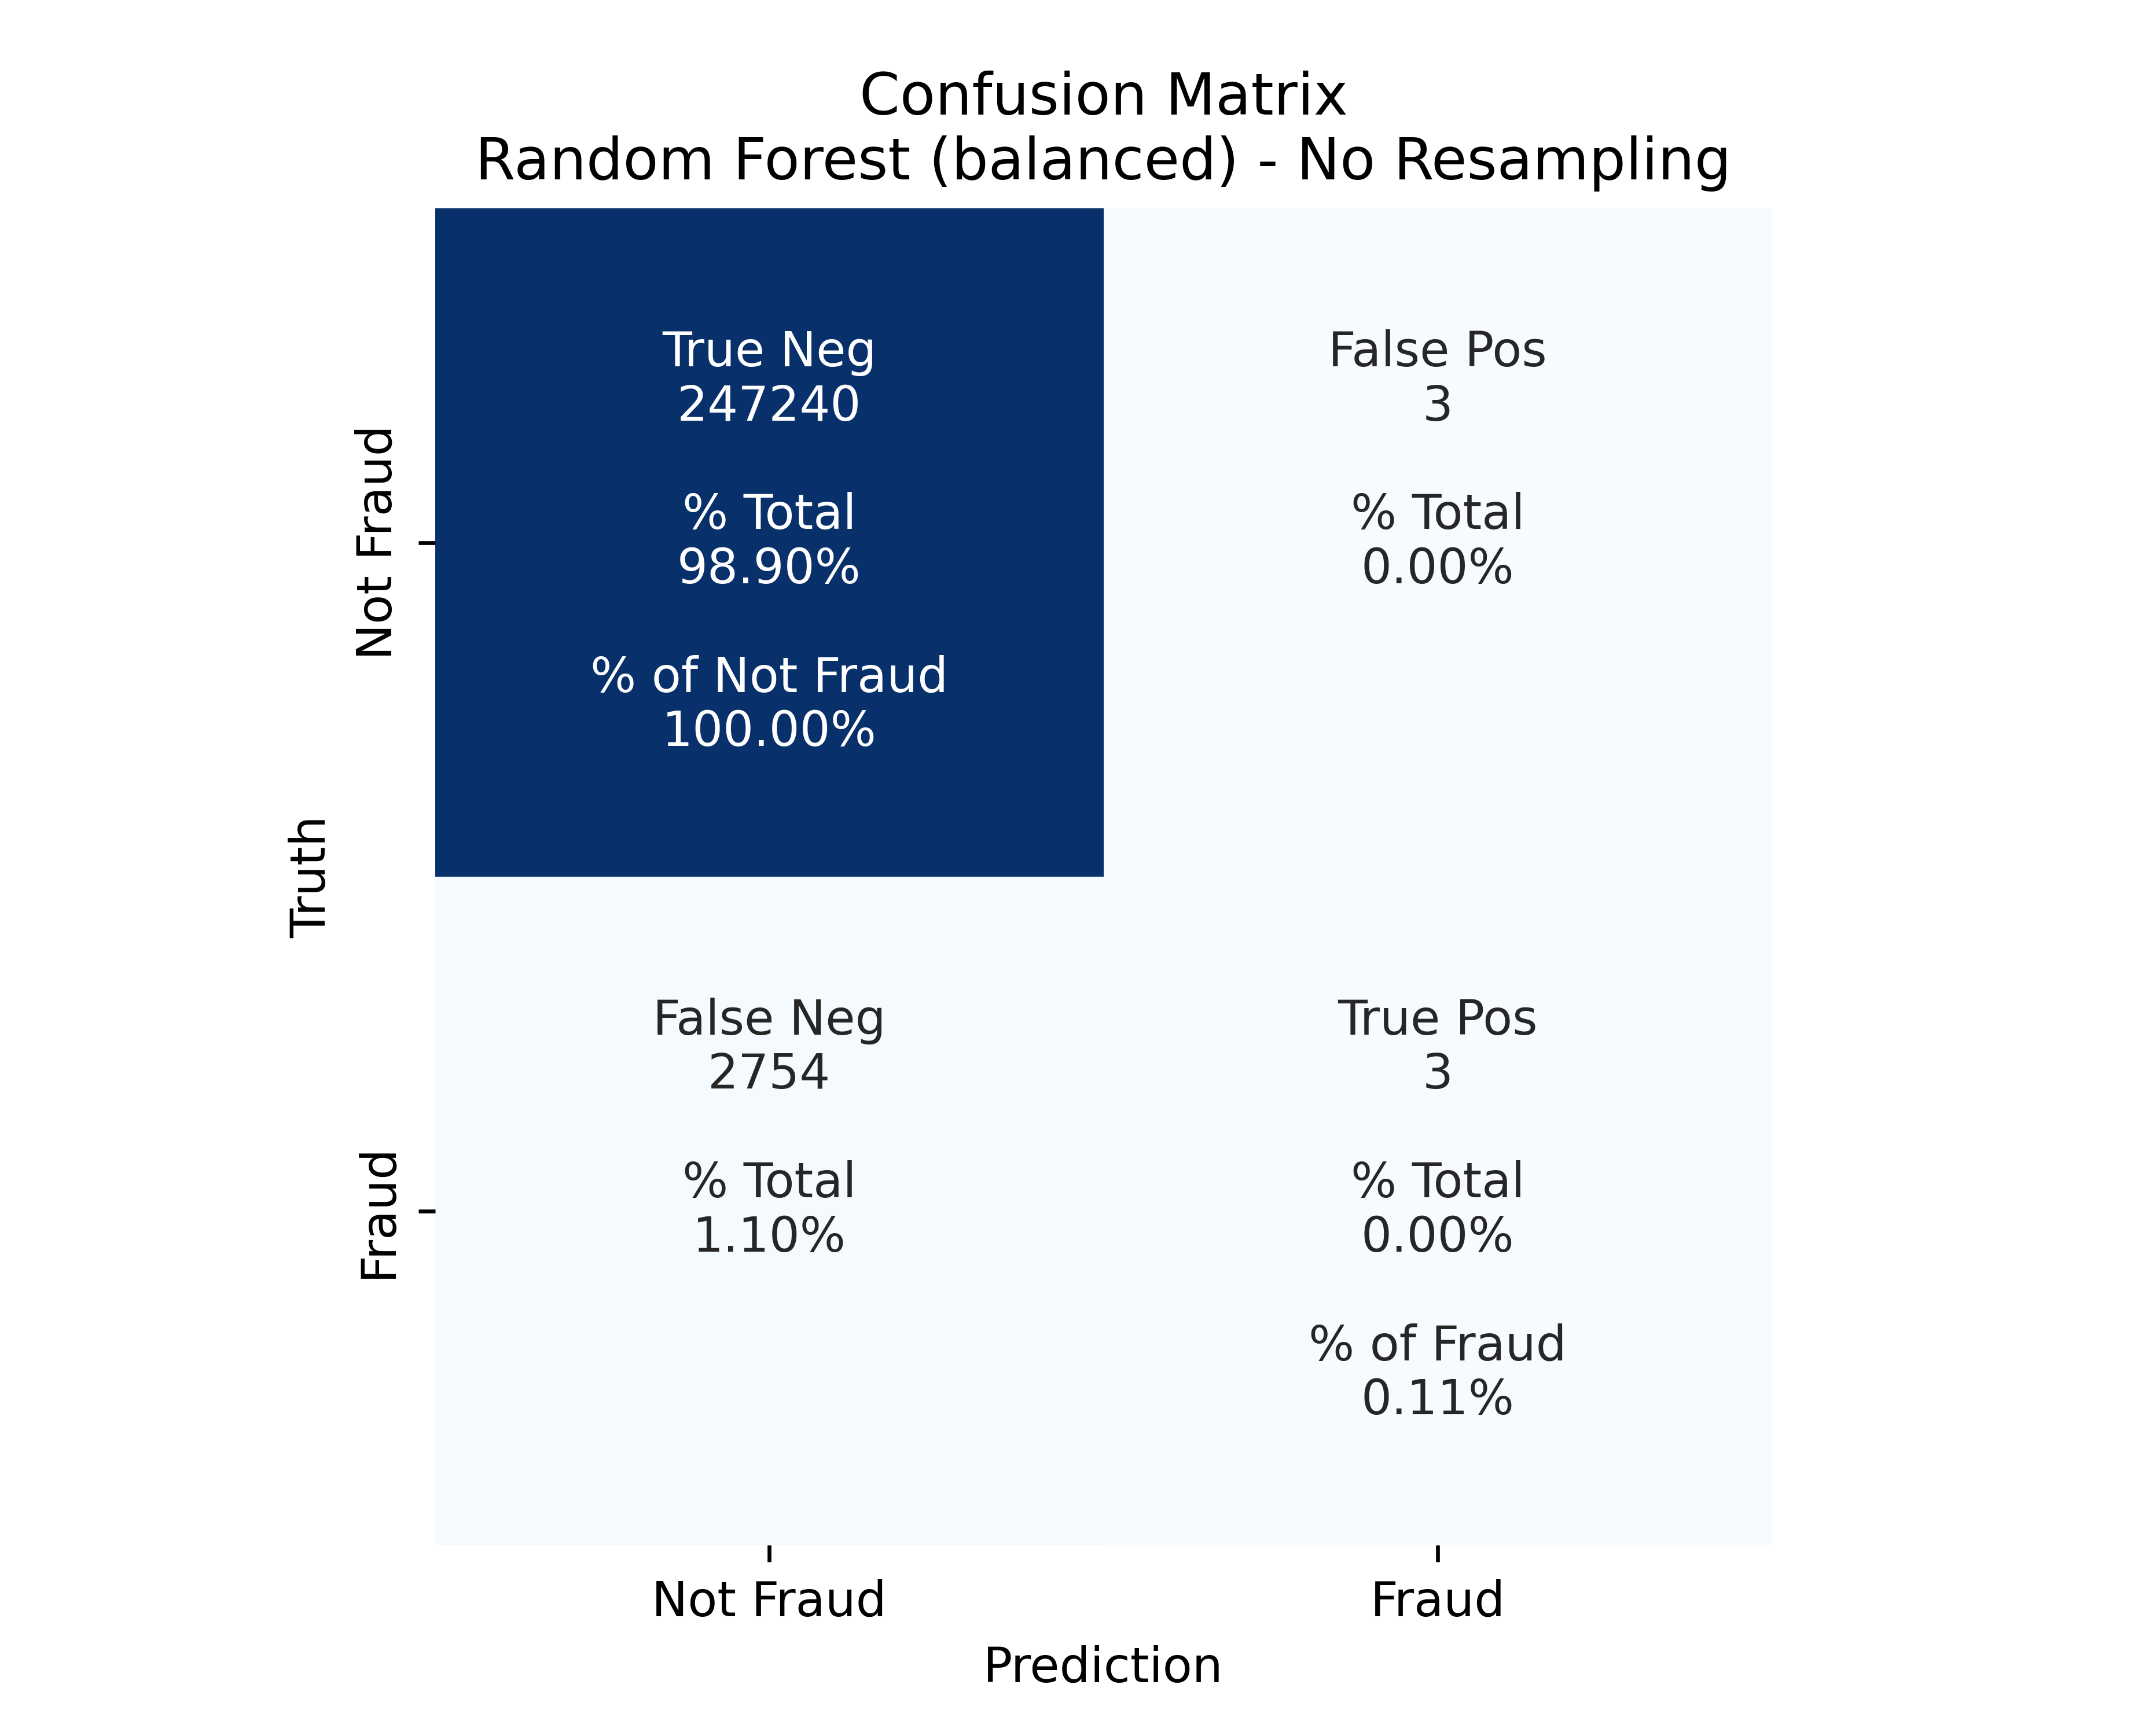 Confusion Matrix
Random Forest (balanced) - No Resampling
True Neg
247240
% Total
98.90%
% of Not Fraud
100.00%
False Pos
3
% Total
0.00%
False Neg
2754
% Total
1.10%
True Pos
3
% Total
0.00%
% of Fraud
0.11%
Truth
Not Fraud
Fraud
Not Fraud
Fraud
Prediction